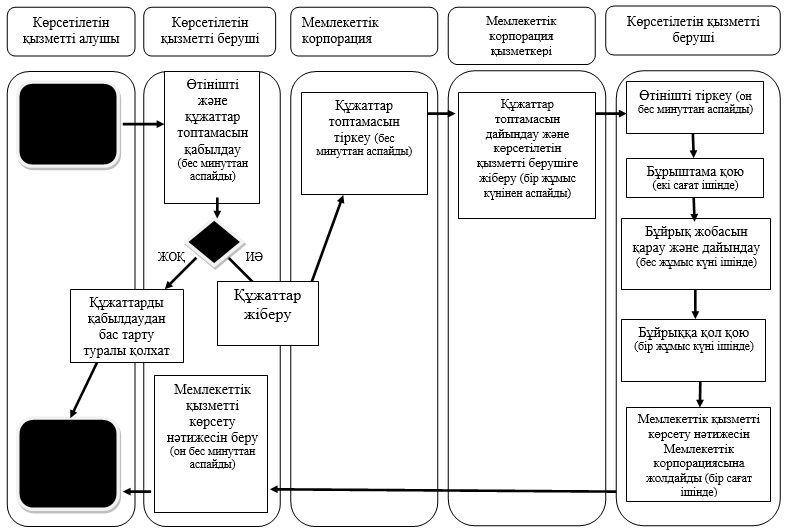 Көрсетілетін
қызметті алушы
Көрсетілетін
қызметті беруші
Мемлекеттік
корпорация
Мемлекеттік
корпорация
қызметкері
Көрсетілетін қызметті
беруші
Өтінішті
және
құжаттар
топтамасын
қабылдау
(бес минуттан
аспайды)
ЖОҚ
ИӘ
Құжаттарды
қабылдаудан
бас тарту
туралы қолхат
Құжаттар
жіберу
Құжаттар
топтамасын
тіркеу (бес
минуттан аспайды)
Құжаттар
топтамасын
дайындау және
көрсетілетін
қызметті берушіге
жіберу (бір жұмыс
күнінен аспайды)
Өтінішті тіркеу (он
бес минуттан аспайды)
Бұрыштама қою
(екі сағат ішінде)
Бұйрық жобасын
қарау және дайындау
(бес жұмыс күні ішінде)
Бұйрыққа қол қою
(бір жұмыс күні ішінде)
Мемлекеттік қызметті
көрсету нәтижесін
Мемлекеттік
корпорациясына
жолдайды (бір сағат
ішінде)
Мемлекеттік
қызметті
көрсету
нәтижесін беру
(он бес минуттан
аспайды)